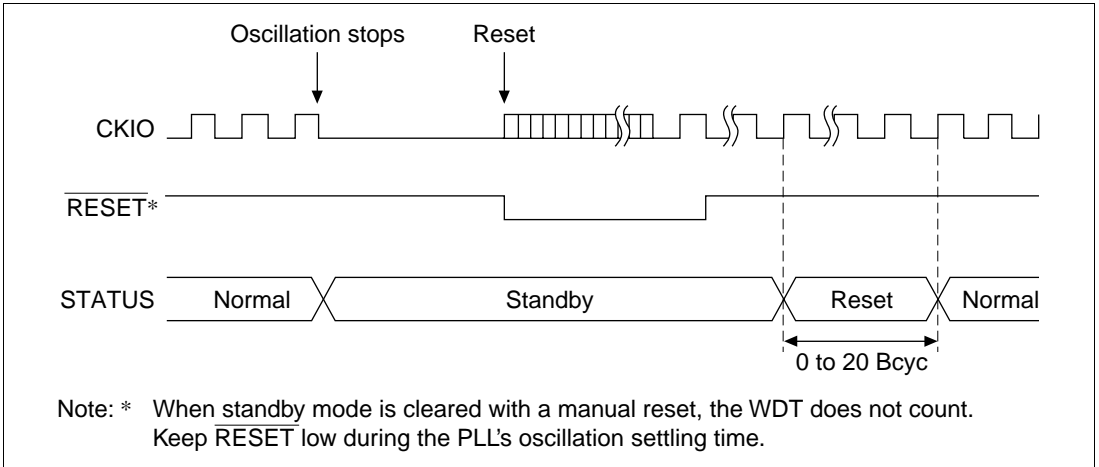 Oscillation stops Reset
CKIO
RESET*
STATUS Normal Standby Reset Normal
0 to 20 Bcyc
Note: * When standby mode is cleared with a manual reset, the WDT does not count.
Keep RESET low during the PLL's oscillation settling time.